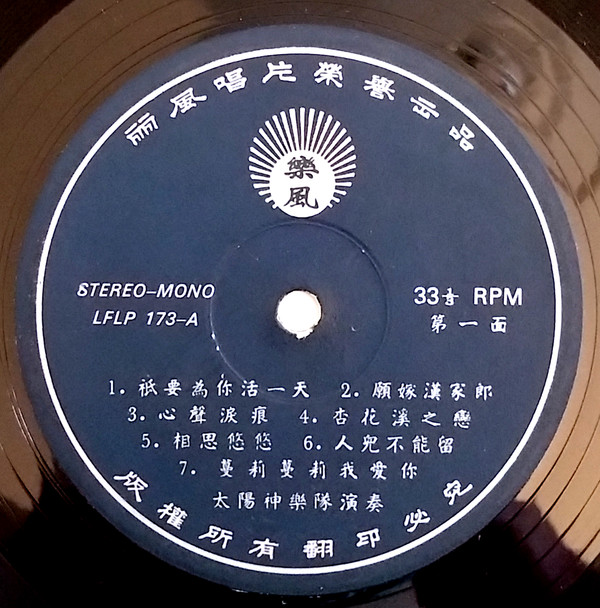 丽風唱片榮譽出品
樂風
STEREO-MONO
LFLP 173-A
33⅓ RPM
第一面
1. 祇要為你活一天 2. 願嫁漢家郎
3. 心聲淚痕 4. 杏花溪之戀
5. 相思悠悠 6. 人兒不能留
7. 蔓莉蔓莉我愛你
太陽神樂隊演奏
版權所有翻印必究